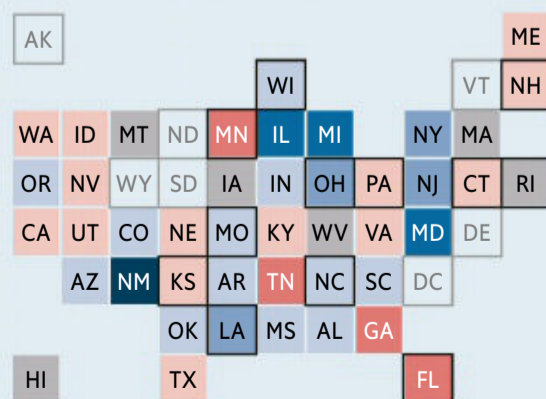 AK ME
WI VT NH
WA ID MT ND MN IL MI NY MA
OR NV WY SD IA IN OH PA NJ CT RI
CA UT CO NE MO KY WV VA MD DE
AZ NM KS AR TN NC SC DC
OK LA MS AL GA
HI TX FL